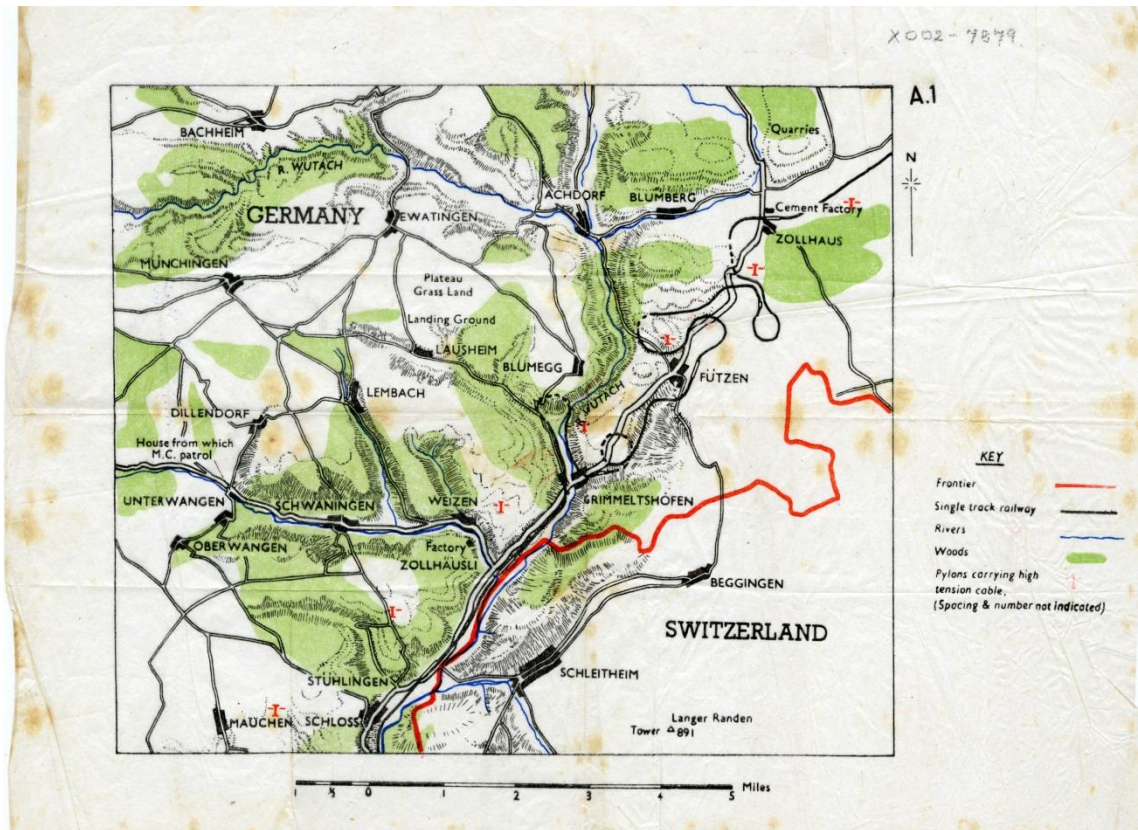 X002-7879
A.1
BACHHEIM
Quarries
R. WUTACH
N
ACHDORF
BLUMBERG
Cement Factory
GERMANY
EWATINGEN
ZOLLHAUS
MÜNCHINGEN
Plateau
Grass Land
Landing Ground
LAUSHEIM
BLUMEGG
FÜTZEN
LEMBACH
R. WUTACH
DILLENDORF
House from which
M.C. patrol
KEY
UNTERWANGEN
SCHWANINGEN
WEIZEN
GRIMMELTSHÖFEN
Frontier
Single track railway
Rivers
Woods
Pylons carrying high
tension cable,
(Spacing & number not indicated)
OBERWANGEN
Factory
ZOLLHÄUSLI
BEGGINGEN
SWITZERLAND
STÜHLINGEN
SCHLEITHEIM
MAUCHEN
SCHLOSS
Langer Randen
Tower 891
1 ½ 0 1 2 3 4 5 Miles